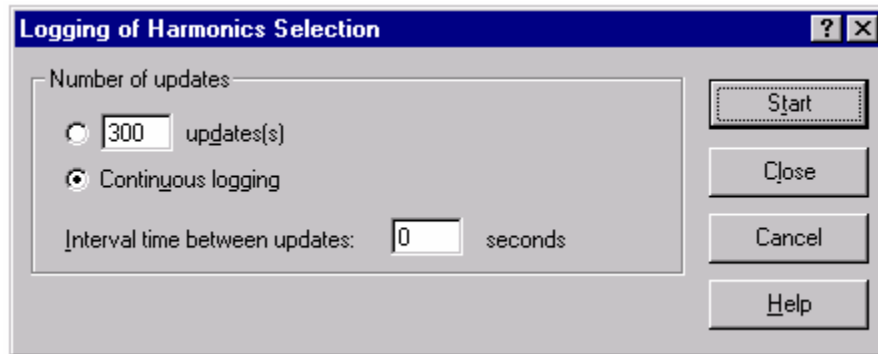 Logging of Harmonics Selection
Number of updates
300 updates(s)
Continuous logging
Interval time between updates: 0 seconds
Start
Close
Cancel
Help